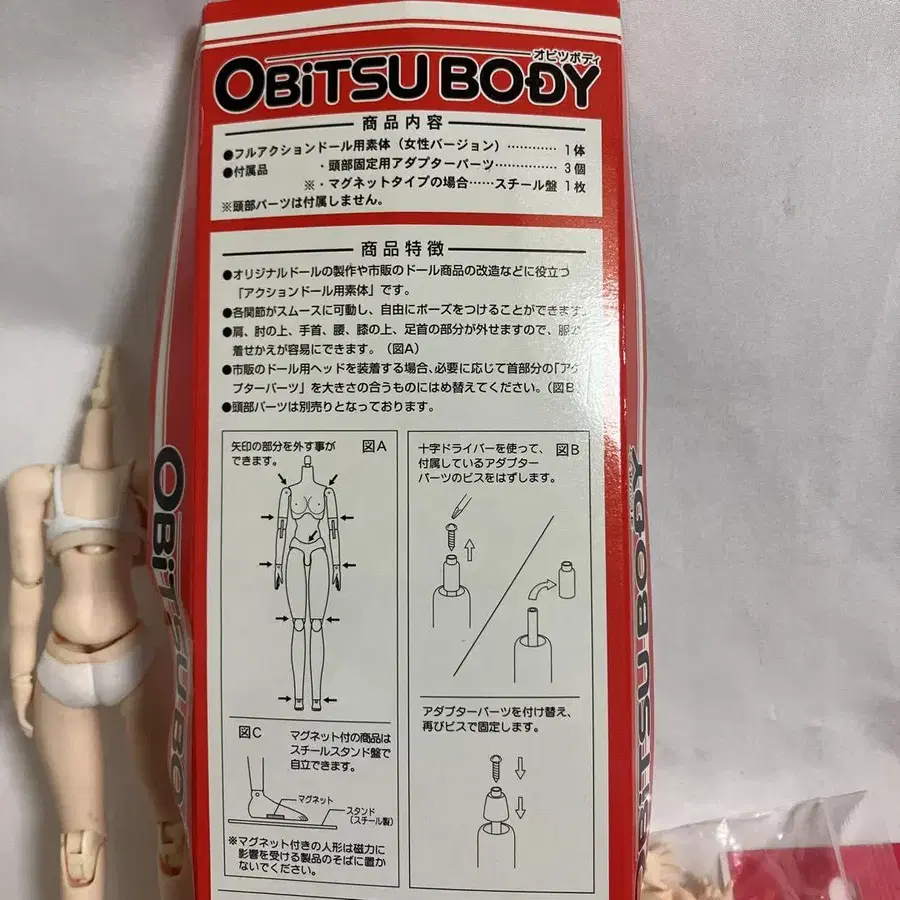 オビツボディ
OBiTSU BODY
商品内容
●フルアクションドール用素体（女性バージョン）………… 1体
●付属品 ・頭部固定用アダプターパーツ…………… 3個
※・マグネットタイプの場合……スチール盤 1枚
※頭部パーツは付属しません。
商品特徴
●オリジナルドールの製作や市販のドール商品の改造などに役立つ
「アクションドール用素体」です。
●各関節がスムースに可動し、自由にポーズをつけることができます。
●肩、肘の上、手首、腰、膝の上、足首の部分が外せますので、服の
着せかえが容易にできます。（図A）
●市販のドール用ヘッドを装着する場合、必要に応じて首部分の「アダ
プターパーツ」を大きさの合うものにはめ替えてください。（図B
●頭部パーツは別売りとなっております。
矢印の部分を外す事が
できます。
図A
十字ドライバーを使って、
付属しているアダプター
パーツのビスをはずします。
図B
図C
マグネット付の商品は
スチールスタンド盤で
自立できます。
マグネット
スタンド
（スチール製）
※マグネット付きの人形は磁力に
影響を受ける製品のそばに置か
ないでください。
アダプターパーツを付け替え、
再びビスで固定します。
OBiTSU BO
OBiTSU BODY